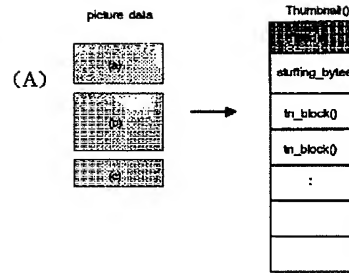 picture data
Thumbnail()
(A)
(a)
stuffing_bytes
(b)
tn_block()
tn_block()
(c)
: